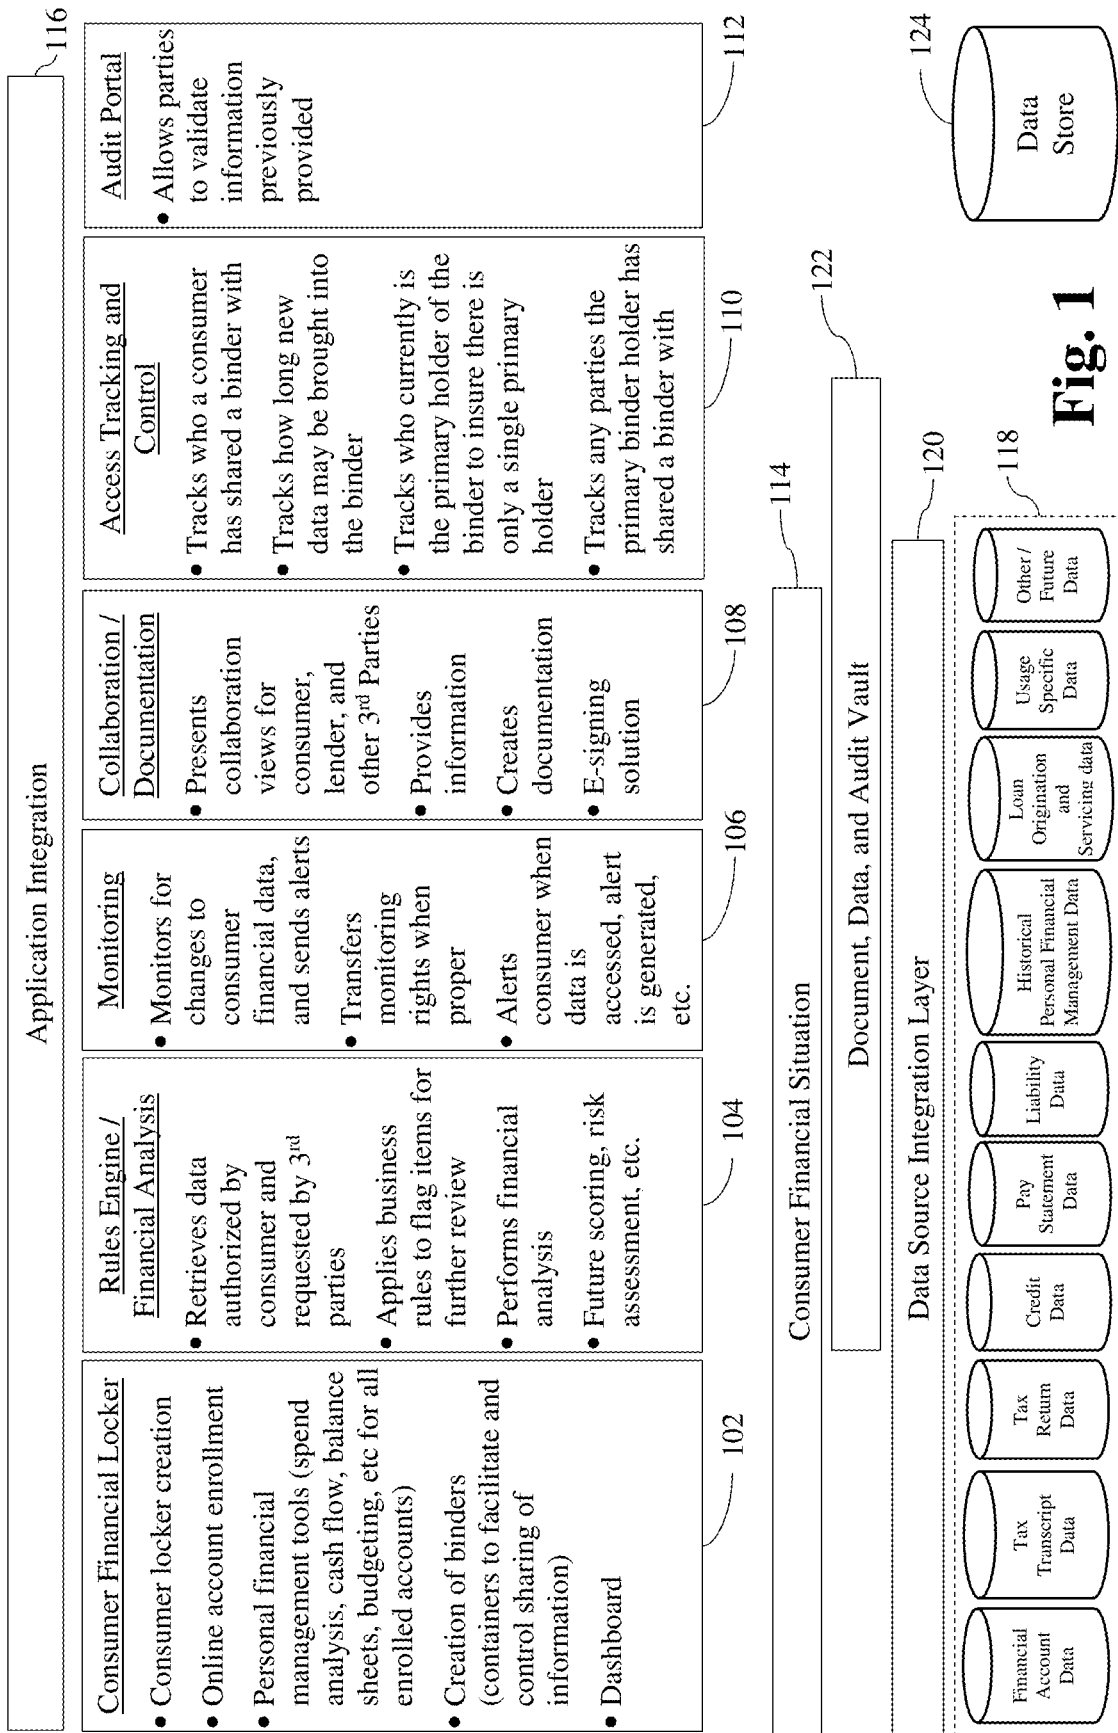 Application Integration
116
Consumer Financial Locker
• Consumer locker creation
• Online account enrollment
• Personal financial
management tools (spend
analysis, cash flow, balance
sheets, budgeting, etc for all
enrolled accounts)
• Creation of binders
(containers to facilitate and
control sharing of
information)
• Dashboard
102
Rules Engine /
Financial Analysis
• Retrieves data
authorized by
consumer and
requested by 3rd
parties
• Applies business
rules to flag items for
further review
• Performs financial
analysis
• Future scoring, risk
assessment, etc.
104
Monitoring
• Monitors for
changes to
consumer
financial data,
and sends alerts
• Transfers
monitoring
rights when
proper
• Alerts
consumer when
data is
accessed, alert
is generated,
etc.
106
Collaboration /
Documentation
• Presents
collaboration
views for
consumer,
lender, and
other 3rd Parties
• Provides
information
• Creates
documentation
• E-signing
solution
108
Access Tracking and
Control
• Tracks who a consumer
has shared a binder with
• Tracks how long new
data may be brought into
the binder
• Tracks who currently is
the primary holder of the
binder to insure there is
only a single primary
holder
• Tracks any parties the
primary binder holder has
shared a binder with
110
Audit Portal
• Allows parties
to validate
information
previously
provided
112
Consumer Financial Situation
114
Document, Data, and Audit Vault
122
Data Source Integration Layer
120
118
Financial
Account
Data
Tax
Transcript
Data
Tax
Return
Data
Credit
Data
Pay
Statement
Data
Liability
Data
Historical
Personal Financial
Management Data
Loan
Origination
and
Servicing data
Usage
Specific
Data
Other /
Future
Data
124
Data
Store
Fig. 1